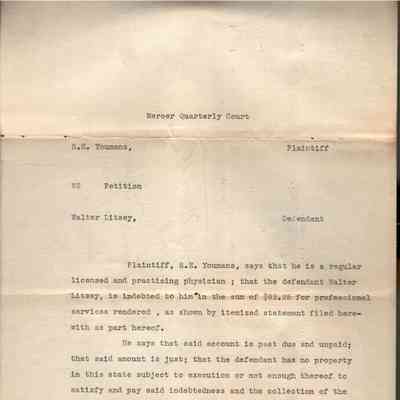 Mercer Quarterly Court
S.E. Youmans, Plaintiff
VS Petition
Walter Litsey, Defendant
Plaintiff, S.E. Youmans, says that he is a regular
licensed and practicing physician ; that the defendant Walter
Litsey, is indebted to him in the sum of for professional
services rendered , as shown by itemized statement filed here-
with as part hereof.
He says that said account is past due and unpaid;
that said amount is just; that the defendant has no property
in this state subject to execution or not enough thereof to
satisfy and pay said indebtedness and the collection of the